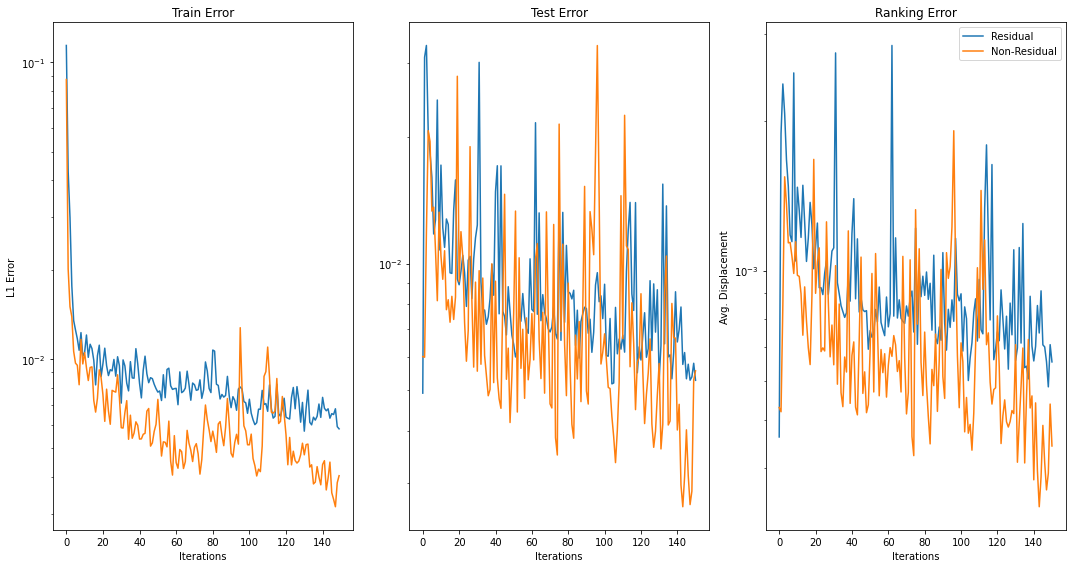 Train Error
Test Error
Ranking Error
Residual
Non-Residual
L1 Error
10⁻¹
10⁻²
0 20 40 60 80 100 120 140
Iterations
10⁻²
0 20 40 60 80 100 120 140
Iterations
Avg. Displacement
10⁻³
0 20 40 60 80 100 120 140
Iterations